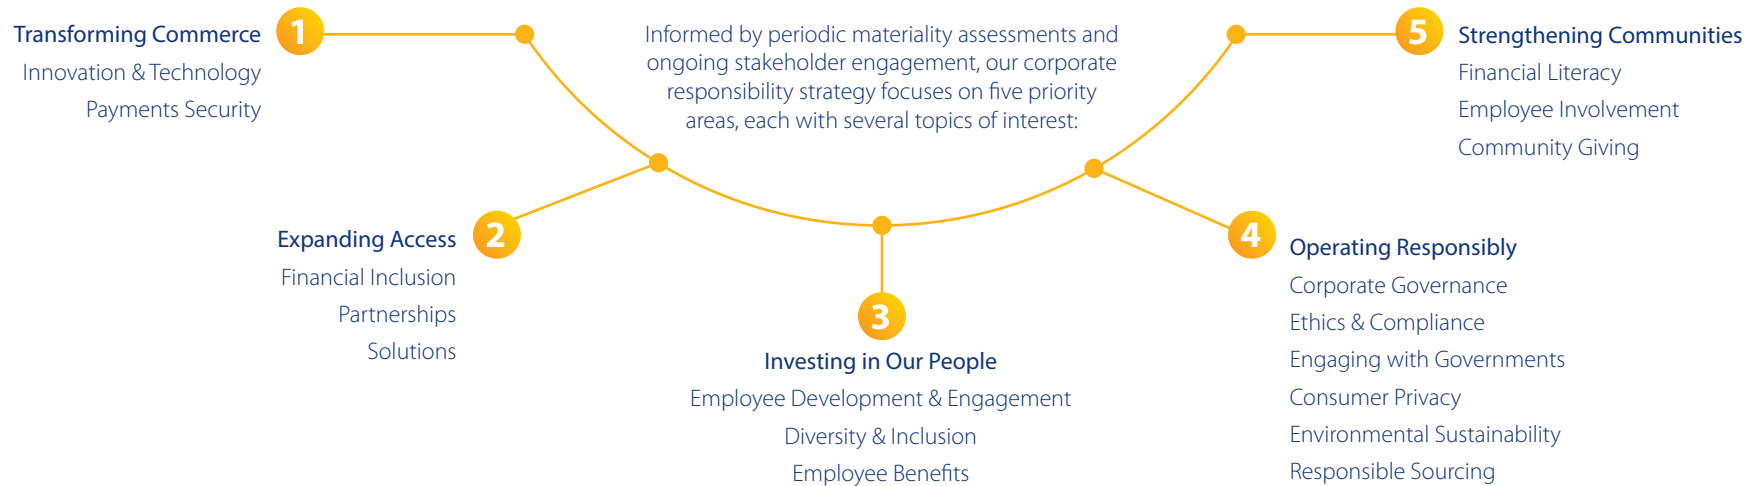 Informed by periodic materiality assessments and
ongoing stakeholder engagement, our corporate
responsibility strategy focuses on five priority
areas, each with several topics of interest:
1
Transforming Commerce
Innovation & Technology
Payments Security
2
Expanding Access
Financial Inclusion
Partnerships
Solutions
3
Investing in Our People
Employee Development & Engagement
Diversity & Inclusion
Employee Benefits
4
Operating Responsibly
Corporate Governance
Ethics & Compliance
Engaging with Governments
Consumer Privacy
Environmental Sustainability
Responsible Sourcing
5
Strengthening Communities
Financial Literacy
Employee Involvement
Community Giving